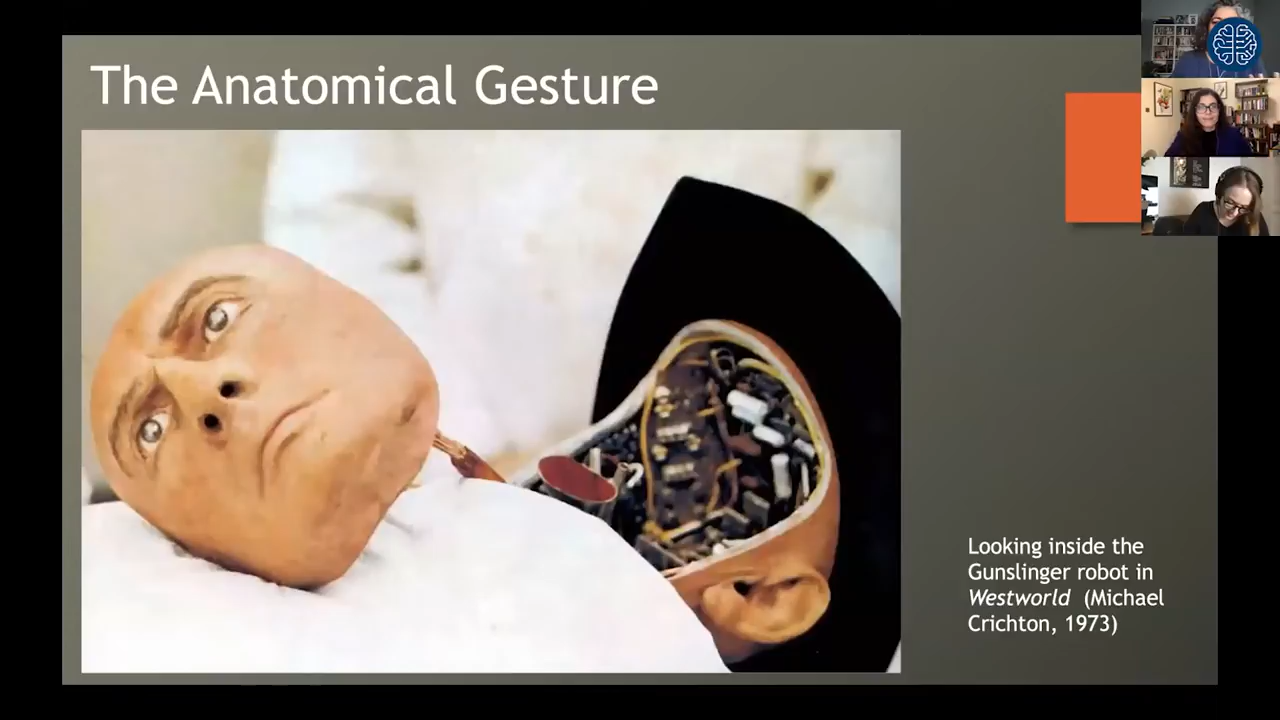 The Anatomical Gesture
Looking inside the
Gunslinger robot in
Westworld (Michael
Crichton, 1973)